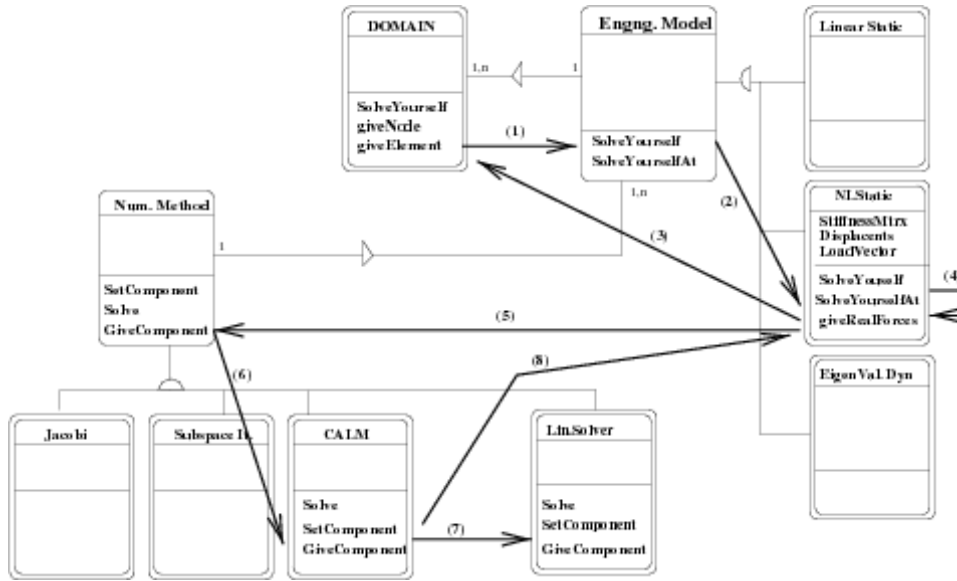 DOMAIN
SolveYourself
giveNode
giveElement
1,n
1
(1)
Engng. Model
SolveYourself
SolveYourselfAt
1,n
(2)
Linear Static
NLStatic
StiffnessMtrx
Displacents
LoadVector
SolveYourself
SolveYourselfAt
giveRealForces
(4
(3)
Num. Method
SetComponent
Solve
GiveComponent
1
(5)
(6)
(8)
EigenVal. Dyn
Jacobi
Subspace It.
CALM
Solve
SetComponent
GiveComponent
(7)
Lin.Solver
Solve
SetComponent
GiveComponent